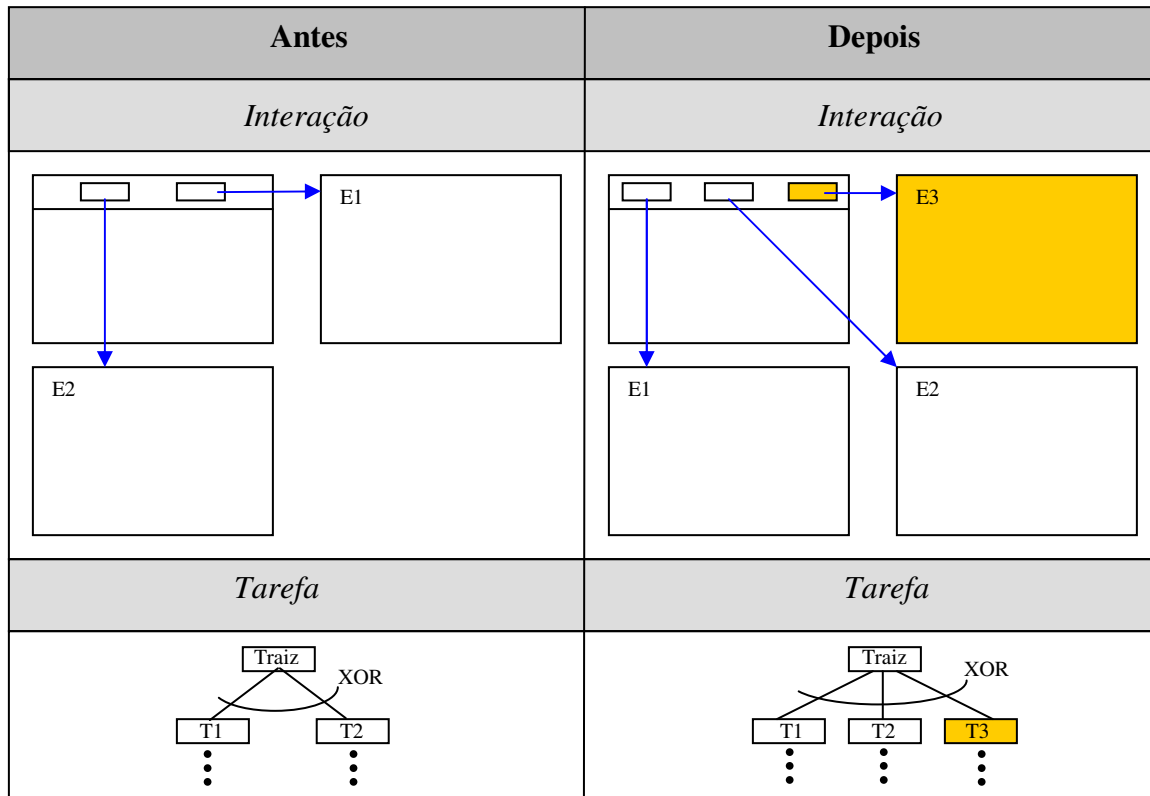 Antes
Depois
Interação
Interação
E1
E2
E3
E1
E2
Tarefa
Tarefa
Traiz
XOR
T1
T2
Traiz
XOR
T1
T2
T3